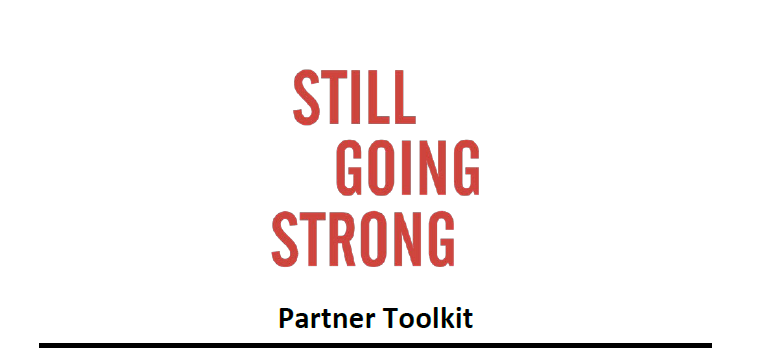 STILL
GOING
STRONG
Partner Toolkit